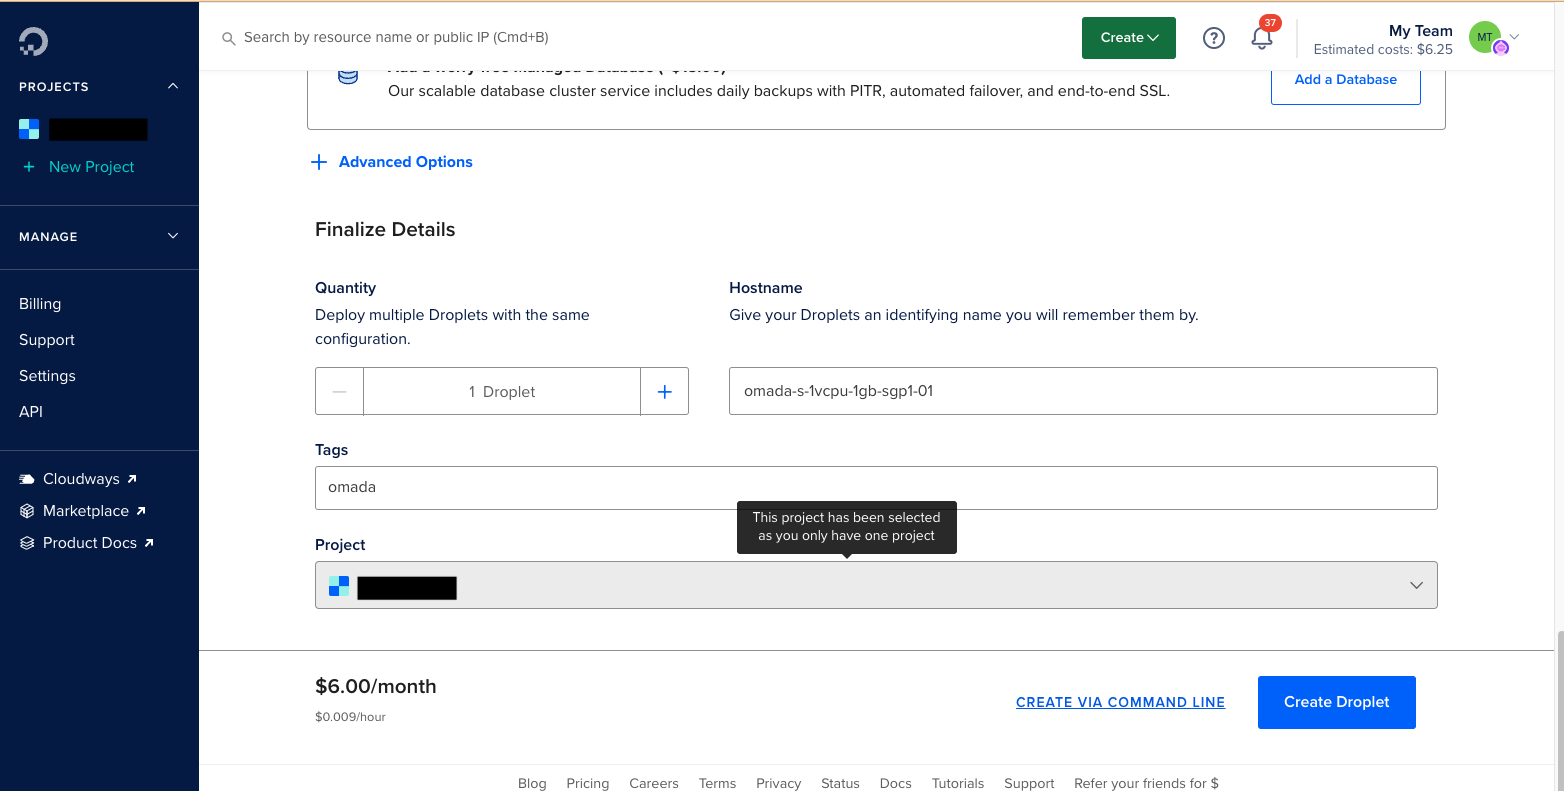 Search by resource name or public IP (Cmd+B)
Create
?
37
My Team
Estimated costs: $6.25
MT
PROJECTS
New Project
MANAGE
Billing
Support
Settings
API
Cloudways
Marketplace
Product Docs
Our scalable database cluster service includes daily backups with PITR, automated failover, and end-to-end SSL.
Add a Database
Advanced Options
Finalize Details
Quantity
Deploy multiple Droplets with the same
configuration.
1 Droplet
Hostname
Give your Droplets an identifying name you will remember them by.
omada-s-1vcpu-1gb-sgp1-01
Tags
omada
This project has been selected
as you only have one project
Project
$6.00/month
$0.009/hour
CREATE VIA COMMAND LINE
Create Droplet
Blog Pricing Careers Terms Privacy Status Docs Tutorials Support Refer your friends for $